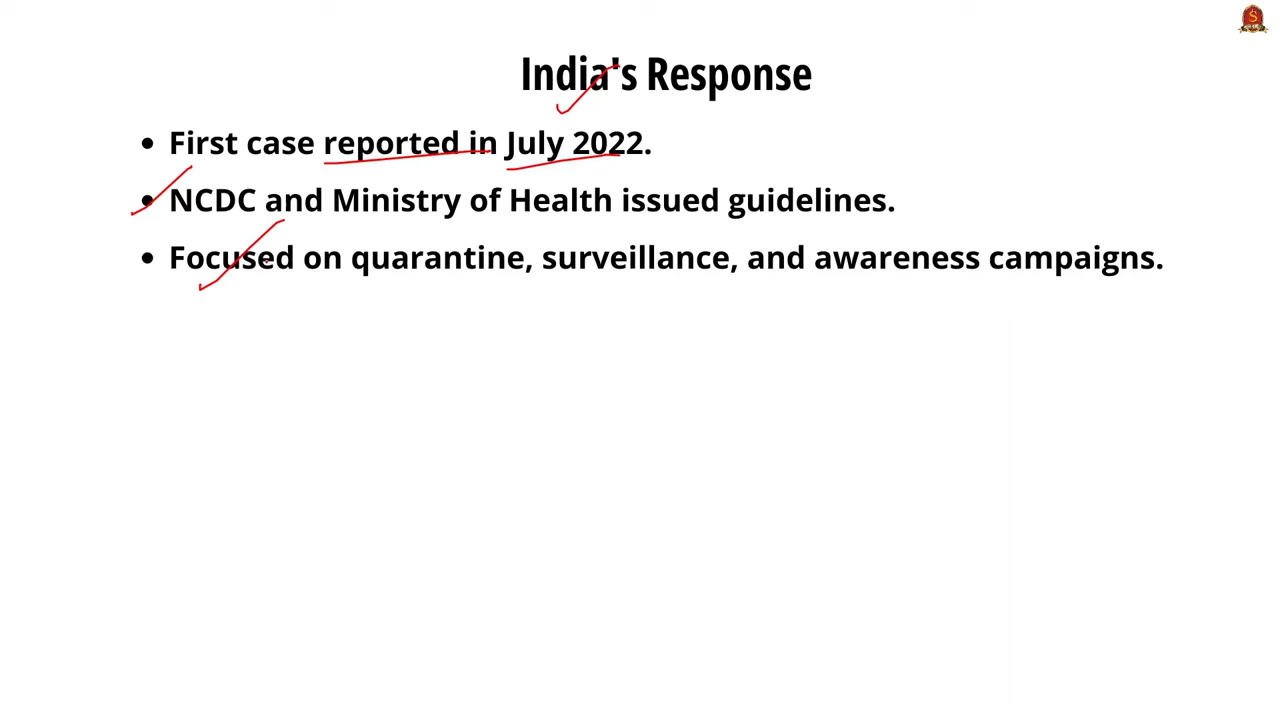 India's Response
• First case reported in July 2022.
• NCDC and Ministry of Health issued guidelines.
• Focused on quarantine, surveillance, and awareness campaigns.